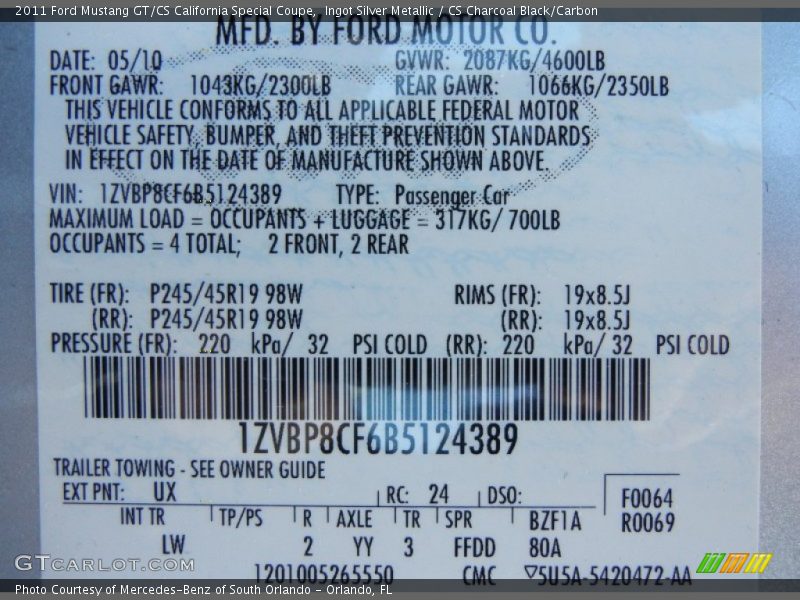 2011 Ford Mustang GT/CS California Special Coupe, Ingot Silver Metallic / CS Charcoal Black/Carbon
MFD. BY FORD MOTOR CO.
DATE: 05/10 GVWR: 2087KG/4600LB
FRONT GAWR: 1043KG/2300LB REAR GAWR: 1066KG/2350LB
THIS VEHICLE CONFORMS TO ALL APPLICABLE FEDERAL MOTOR
VEHICLE SAFETY, BUMPER, AND THEFT PREVENTION STANDARDS
IN EFFECT ON THE DATE OF MANUFACTURE SHOWN ABOVE.
VIN: 1ZVBP8CF6B5124389 TYPE: Passenger Car
MAXIMUM LOAD = OCCUPANTS + LUGGAGE = 317KG/ 700LB
OCCUPANTS = 4 TOTAL; 2 FRONT, 2 REAR
TIRE (FR): P245/45R19 98W RIMS (FR): 19x8.5J
(RR): P245/45R19 98W (RR): 19x8.5J
PRESSURE (FR): 220 kPa/ 32 PSI COLD (RR): 220 kPa/ 32 PSI COLD
1ZVBP8CF6B5124389
TRAILER TOWING - SEE OWNER GUIDE
EXT PNT: UX RC: 24 DSO: F0064
INT TR TP/PS R AXLE TR SPR BZF1A R0069
LW 2 YY 3 FFDD 80A
1201005265550 CMC ▽5U5A-5420472-AA
GTCARLOT.COM
Photo Courtesy of Mercedes-Benz of South Orlando - Orlando, FL